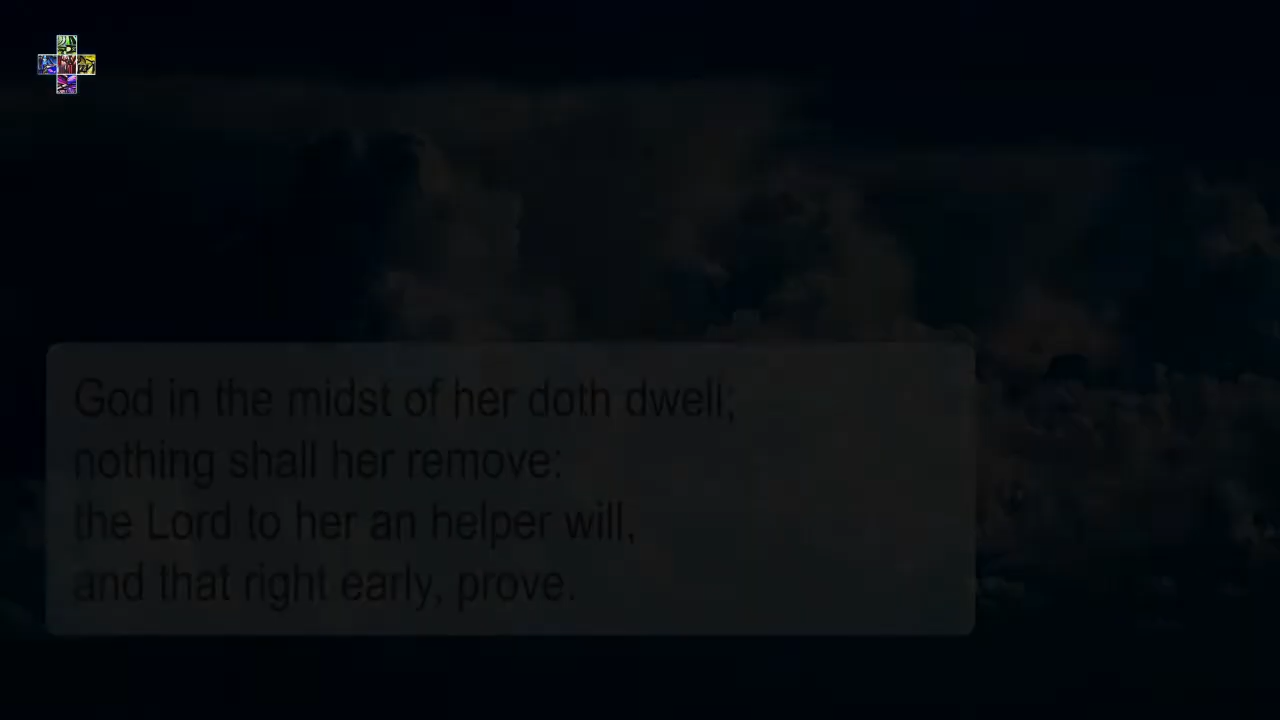 God in the midst of her doth dwell;
nothing shall her remove:
the Lord to her an helper will,
and that right early, prove.